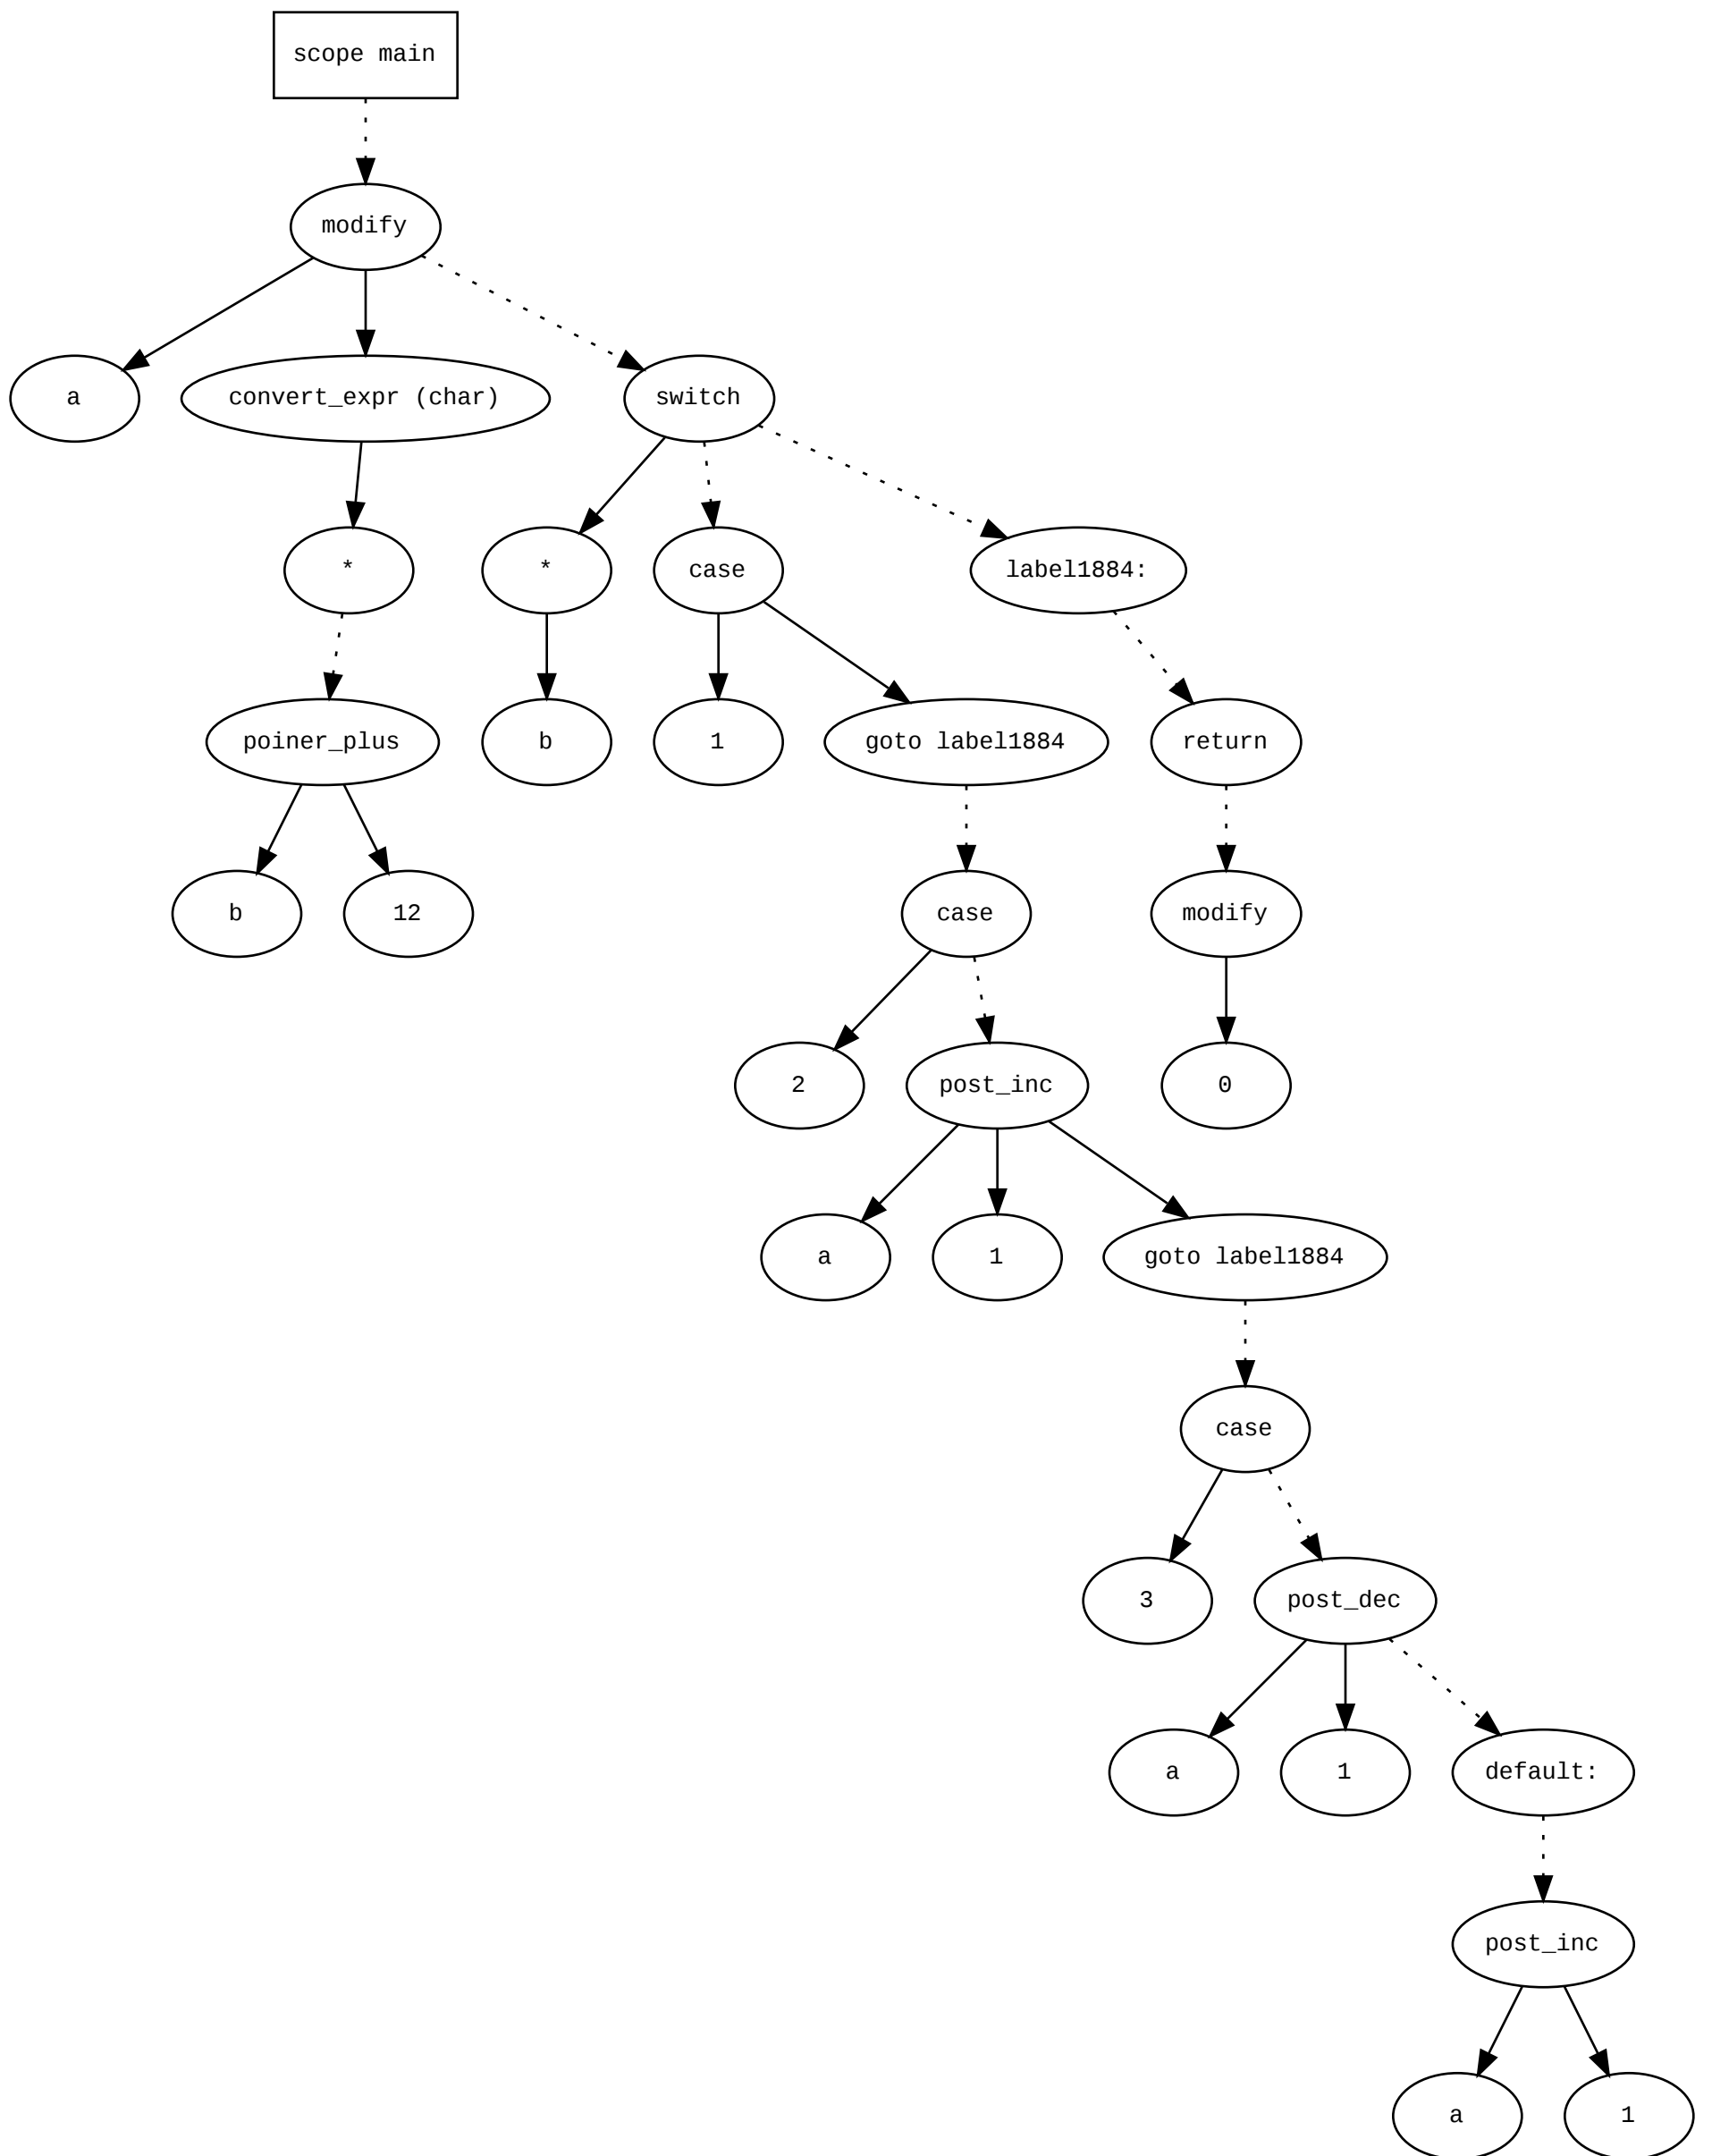 scope main
modify
a
convert_expr (char)
switch
*
*
case
label1884:
poiner_plus
b
1
goto label1884
return
b
12
case
modify
2
post_inc
0
a
1
goto label1884
case
3
post_dec
a
1
default:
post_inc
a
1